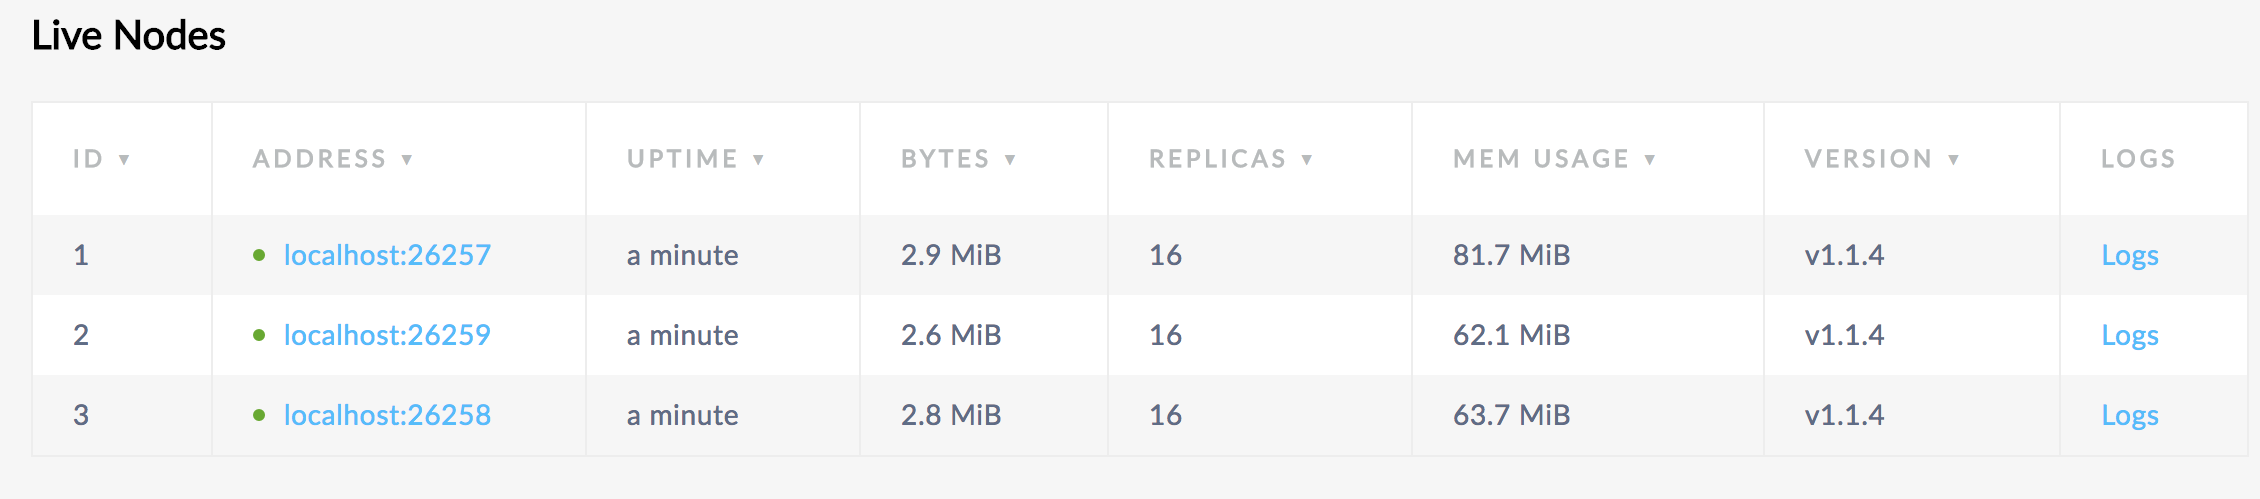 Live Nodes
ID ▼ ADDRESS ▼ UPTIME ▼ BYTES ▼ REPLICAS ▼ MEM USAGE ▼ VERSION ▼ LOGS
1 localhost:26257 a minute 2.9 MiB 16 81.7 MiB v1.1.4 Logs
2 localhost:26259 a minute 2.6 MiB 16 62.1 MiB v1.1.4 Logs
3 localhost:26258 a minute 2.8 MiB 16 63.7 MiB v1.1.4 Logs